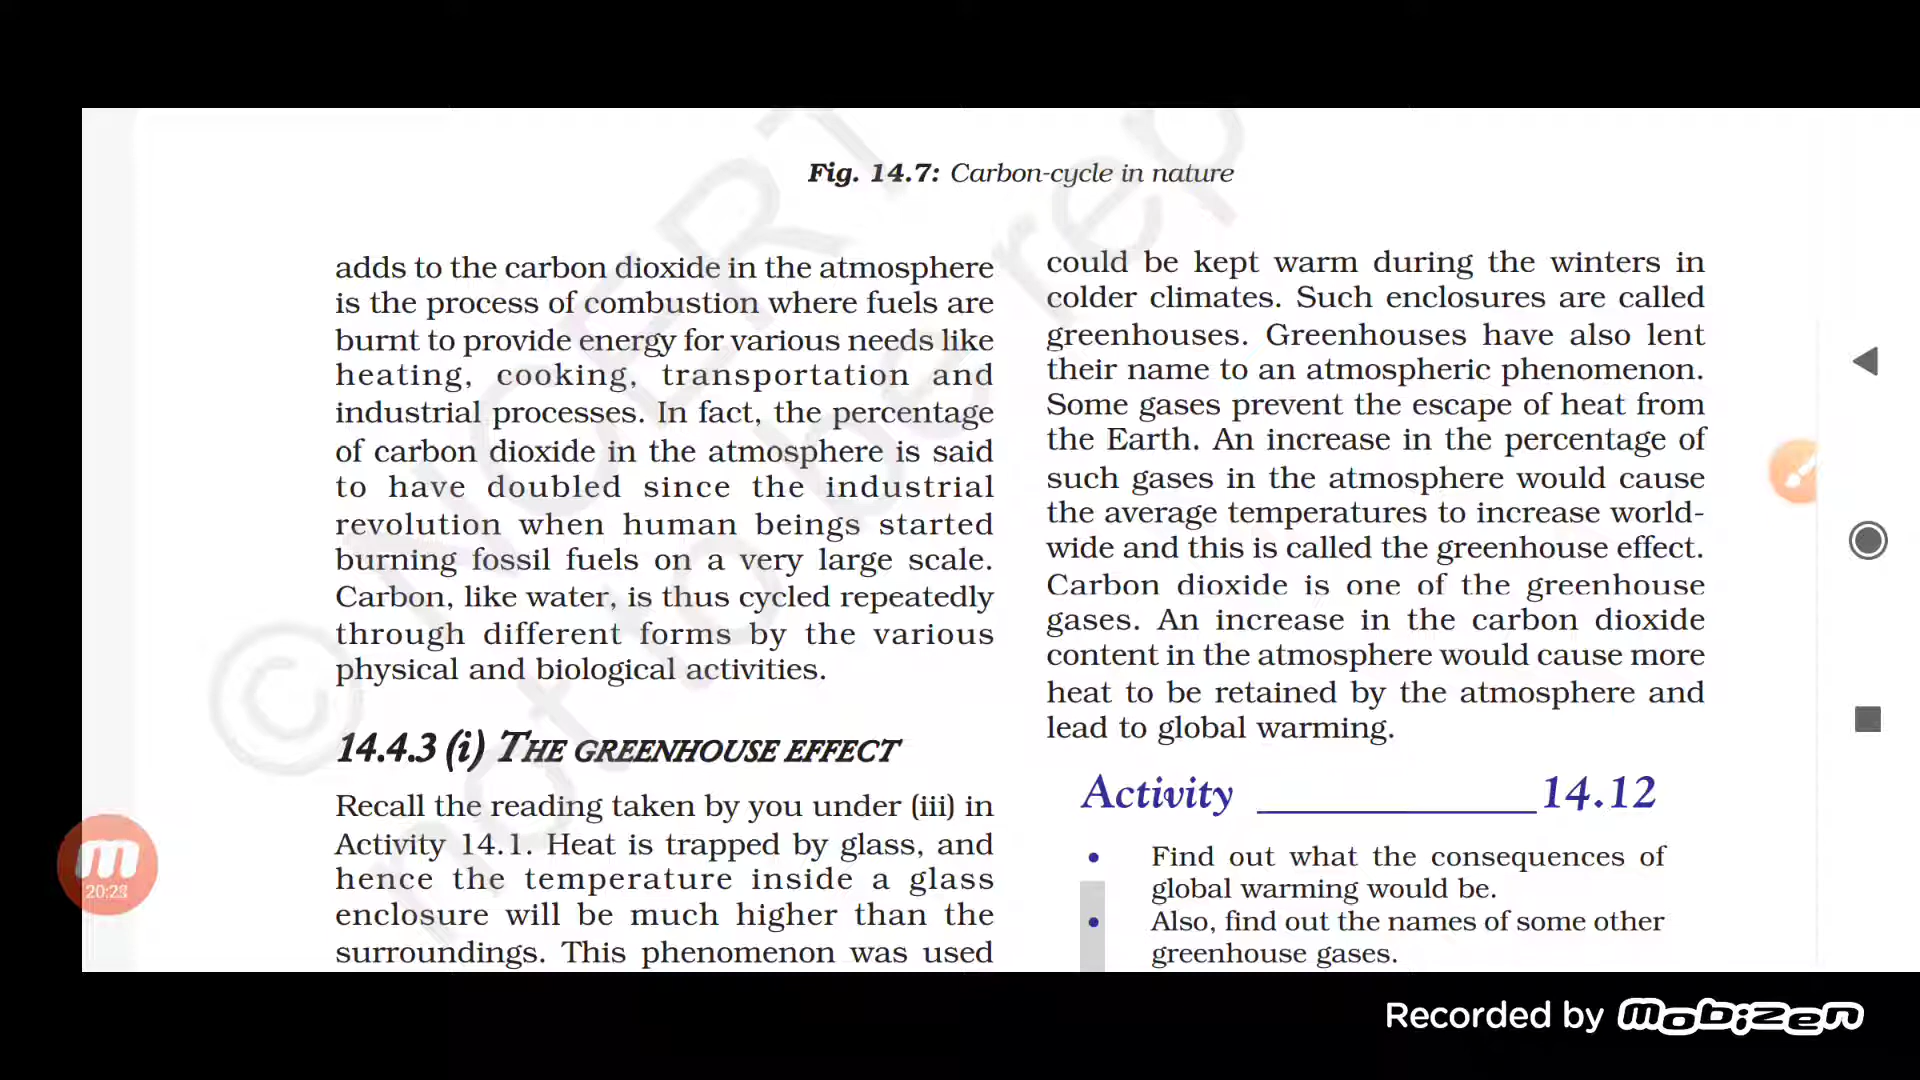 Fig. 14.7: Carbon-cycle in nature
adds to the carbon dioxide in the atmosphere
is the process of combustion where fuels are
burnt to provide energy for various needs like
heating, cooking, transportation and
industrial processes. In fact, the percentage
of carbon dioxide in the atmosphere is said
to have doubled since the industrial
revolution when human beings started
burning fossil fuels on a very large scale.
Carbon, like water, is thus cycled repeatedly
through different forms by the various
physical and biological activities.
14.4.3 (i) THE GREENHOUSE EFFECT
Recall the reading taken by you under (iii) in
Activity 14.1. Heat is trapped by glass, and
hence the temperature inside a glass
enclosure will be much higher than the
surroundings. This phenomenon was used
could be kept warm during the winters in
colder climates. Such enclosures are called
greenhouses. Greenhouses have also lent
their name to an atmospheric phenomenon.
Some gases prevent the escape of heat from
the Earth. An increase in the percentage of
such gases in the atmosphere would cause
the average temperatures to increase world-
wide and this is called the greenhouse effect.
Carbon dioxide is one of the greenhouse
gases. An increase in the carbon dioxide
content in the atmosphere would cause more
heat to be retained by the atmosphere and
lead to global warming.
Activity 14.12
• Find out what the consequences of
global warming would be.
• Also, find out the names of some other
greenhouse gases.
© NCERT
not to be rep
m
20:23
Recorded by mobizen